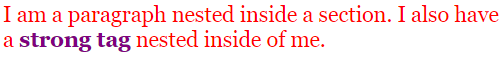 I am a paragraph nested inside a section. I also have
a strong tag nested inside of me.